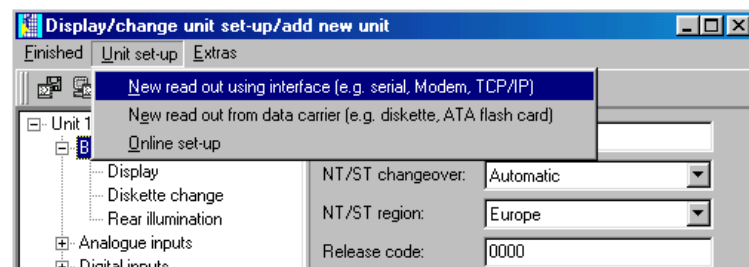 Display/change unit set-up/add new unit
Finished Unit set-up Extras
New read out using interface (e.g. serial, Modem, TCP/IP)
New read out from data carrier (e.g. diskette, ATA flash card)
Online set-up
Unit 1
B
Display
NT/ST changeover: Automatic
Diskette change
Rear illumination
NT/ST region: Europe
Analogue inputs
Release code: 0000
Digital inputs